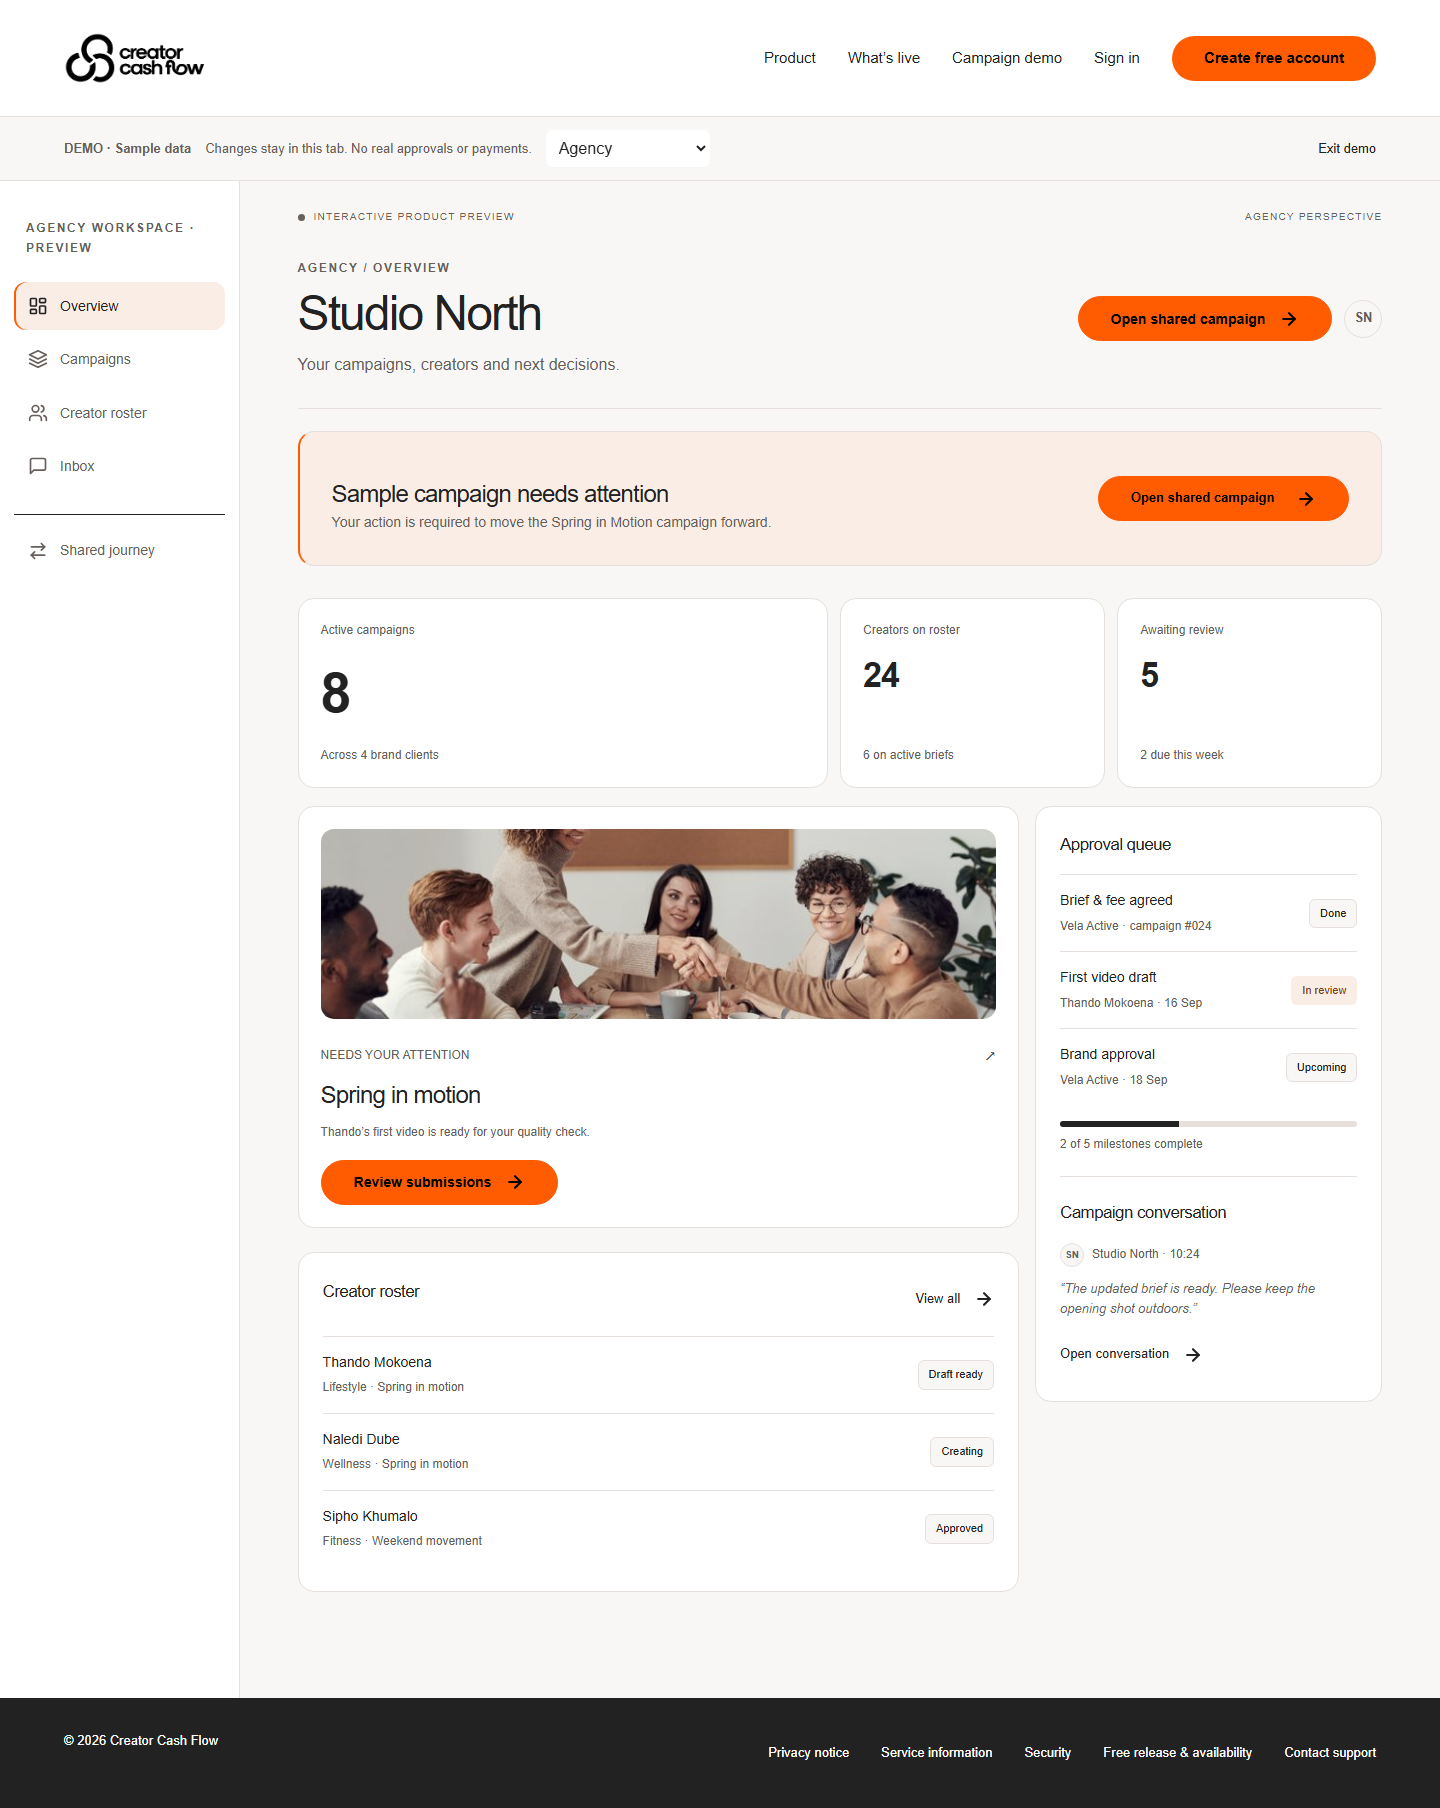 creator
cash flow
Product
What's live
Campaign demo
Sign in
Create free account
DEMO · Sample data
Changes stay in this tab. No real approvals or payments.
Agency
Exit demo
AGENCY WORKSPACE ·
PREVIEW
Overview
Campaigns
Creator roster
Inbox
Shared journey
INTERACTIVE PRODUCT PREVIEW
AGENCY PERSPECTIVE
AGENCY / OVERVIEW
Studio North
Your campaigns, creators and next decisions.
Open shared campaign
SN
Sample campaign needs attention
Your action is required to move the Spring in Motion campaign forward.
Open shared campaign
Active campaigns
8
Across 4 brand clients
Creators on roster
24
6 on active briefs
Awaiting review
5
2 due this week
NEEDS YOUR ATTENTION
↗
Spring in motion
Thando's first video is ready for your quality check.
Review submissions
Creator roster
View all
Thando Mokoena
Lifestyle · Spring in motion
Draft ready
Naledi Dube
Wellness · Spring in motion
Creating
Sipho Khumalo
Fitness · Weekend movement
Approved
Approval queue
Brief & fee agreed
Vela Active · campaign #024
Done
First video draft
Thando Mokoena · 16 Sep
In review
Brand approval
Vela Active · 18 Sep
Upcoming
2 of 5 milestones complete
Campaign conversation
SN
Studio North · 10:24
“The updated brief is ready. Please keep the
opening shot outdoors.”
Open conversation
© 2026 Creator Cash Flow
Privacy notice
Service information
Security
Free release & availability
Contact support